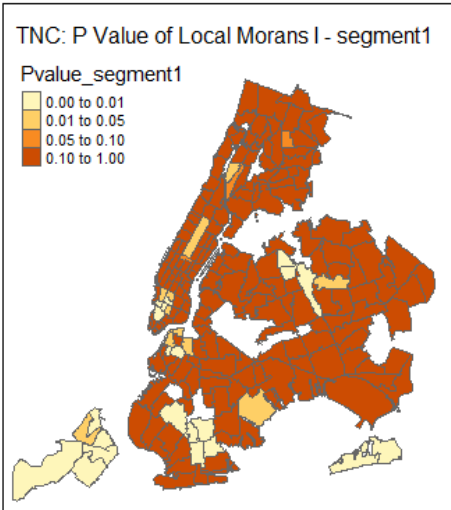 TNC: P Value of Local Morans I - segment1
Pvalue_segment1
0.00 to 0.01
0.01 to 0.05
0.05 to 0.10
0.10 to 1.00